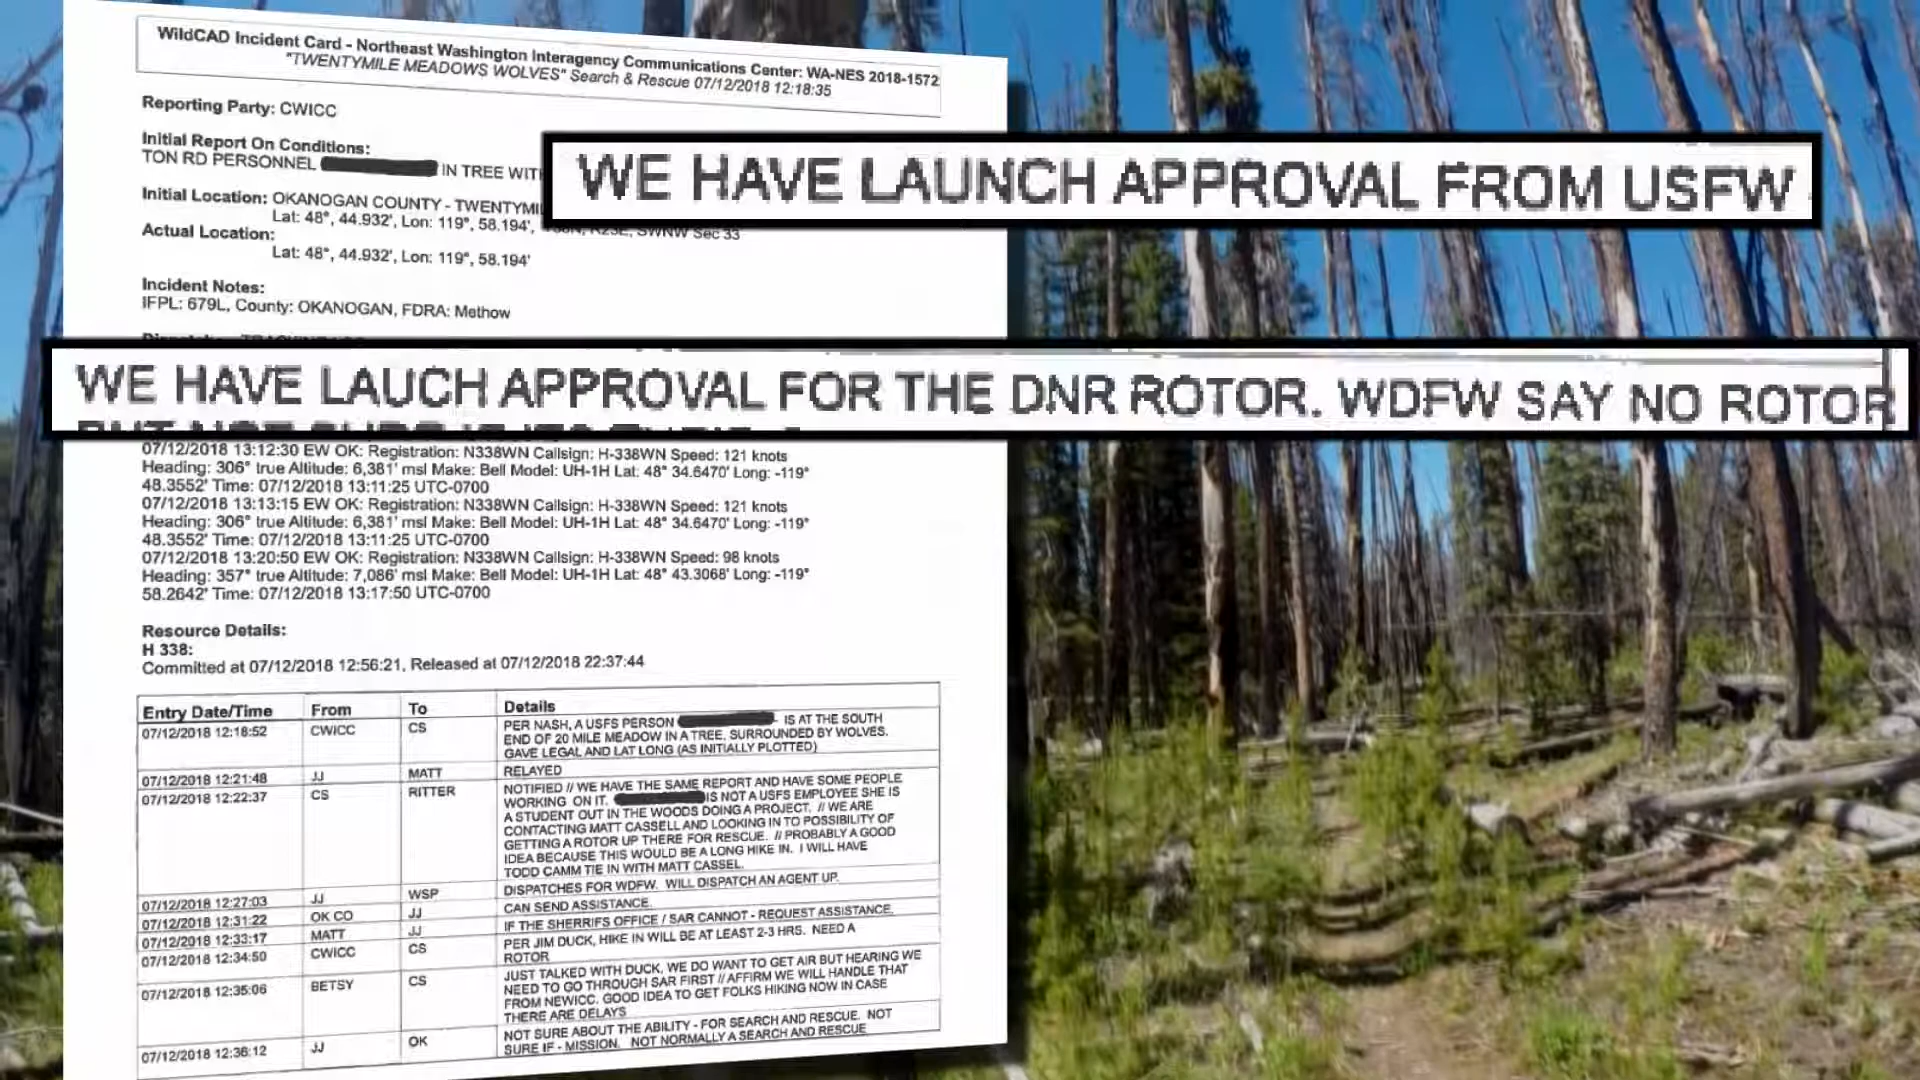 WildCAD Incident Card - Northeast Washington Interagency Communications Center: WA-NES 2018-1572
"TWENTYMILE MEADOWS WOLVES" Search & Rescue 07/12/2018 12:18:35
Reporting Party: CWICC
Initial Report On Conditions:
TON RD PERSONNEL IN TREE WITH
WE HAVE LAUNCH APPROVAL FROM USFW
Initial Location: OKANOGAN COUNTY - TWENTYMI
Lat: 48°, 44.932', Lon: 119°, 58.194', R23E, SWNW Sec 33
Actual Location:
Lat: 48°, 44.932', Lon: 119°, 58.194'
Incident Notes:
IFPL: 679L, County: OKANOGAN, FDRA: Methow
WE HAVE LAUCH APPROVAL FOR THE DNR ROTOR. WDFW SAY NO ROTOR
07/12/2018 13:12:30 EW OK: Registration: N338WN Callsign: H-338WN Speed: 121 knots
Heading: 306° true Altitude: 6,381' msl Make: Bell Model: UH-1H Lat: 48° 34.6470' Long: -119°
48.3552' Time: 07/12/2018 13:11:25 UTC-0700
07/12/2018 13:13:15 EW OK: Registration: N338WN Callsign: H-338WN Speed: 121 knots
Heading: 306° true Altitude: 6,381' msl Make: Bell Model: UH-1H Lat: 48° 34.6470' Long: -119°
48.3552' Time: 07/12/2018 13:11:25 UTC-0700
07/12/2018 13:20:50 EW OK: Registration: N338WN Callsign: H-338WN Speed: 98 knots
Heading: 357° true Altitude: 7,086' msl Make: Bell Model: UH-1H Lat: 48° 43.3068' Long: -119°
58.2642' Time: 07/12/2018 13:17:50 UTC-0700
Resource Details:
H 338:
Committed at 07/12/2018 12:56:21, Released at 07/12/2018 22:37:44
Entry Date/Time From To Details
07/12/2018 12:18:52 CWICC CS PER NASH, A USFS PERSON IS AT THE SOUTH
END OF 20 MILE MEADOW IN A TREE, SURROUNDED BY WOLVES.
GAVE LEGAL AND LAT LONG (AS INITIALLY PLOTTED)
07/12/2018 12:21:48 JJ MATT RELAYED
07/12/2018 12:22:37 CS RITTER NOTIFIED // WE HAVE THE SAME REPORT AND HAVE SOME PEOPLE
WORKING ON IT. IS NOT A USFS EMPLOYEE SHE IS
A STUDENT OUT IN THE WOODS DOING A PROJECT. // WE ARE
CONTACTING MATT CASSELL AND LOOKING IN TO POSSIBILITY OF
GETTING A ROTOR UP THERE FOR RESCUE. // PROBABLY A GOOD
IDEA BECAUSE THIS WOULD BE A LONG HIKE IN. I WILL HAVE
TODD CAMM TIE IN WITH MATT CASSEL.
07/12/2018 12:27:03 JJ WSP DISPATCHES FOR WDFW. WILL DISPATCH AN AGENT UP.
07/12/2018 12:31:22 OK CO JJ CAN SEND ASSISTANCE.
07/12/2018 12:33:17 MATT JJ IF THE SHERRIFS OFFICE / SAR CANNOT - REQUEST ASSISTANCE.
07/12/2018 12:34:50 CWICC CS PER JIM DUCK, HIKE IN WILL BE AT LEAST 2-3 HRS. NEED A
ROTOR
07/12/2018 12:35:06 BETSY CS JUST TALKED WITH DUCK, WE DO WANT TO GET AIR BUT HEARING WE
NEED TO GO THROUGH SAR FIRST // AFFIRM WE WILL HANDLE THAT
FROM NEWICC. GOOD IDEA TO GET FOLKS HIKING NOW IN CASE
THERE ARE DELAYS
07/12/2018 12:36:12 JJ OK NOT SURE ABOUT THE ABILITY - FOR SEARCH AND RESCUE. NOT
SURE IF - MISSION. NOT NORMALLY A SEARCH AND RESCUE